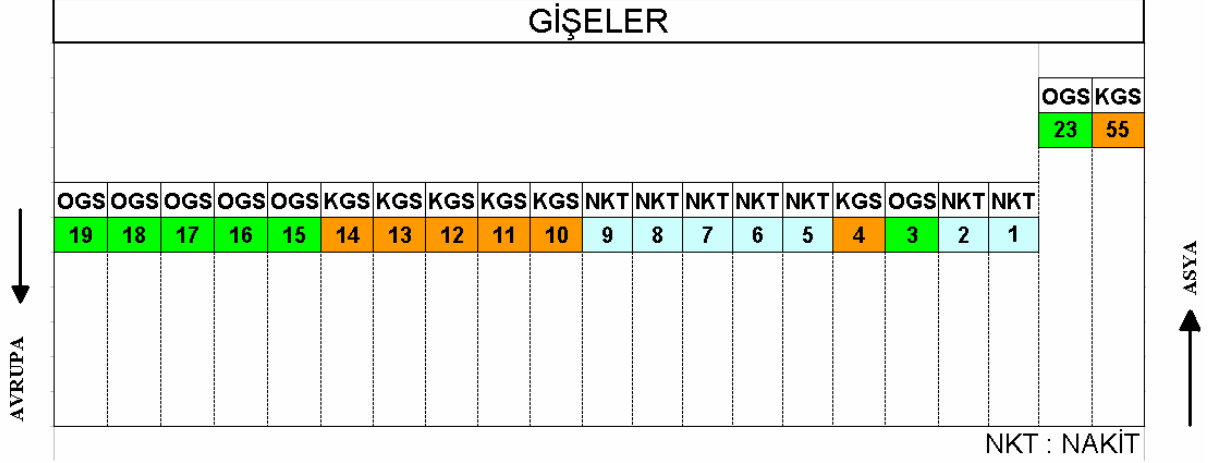 GİŞELER
OGS KGS
23 55
OGS OGS OGS OGS OGS KGS KGS KGS KGS KGS NKT NKT NKT NKT NKT KGS OGS NKT NKT
19 18 17 16 15 14 13 12 11 10 9 8 7 6 5 4 3 2 1
AVRUPA
ASYA
NKT : NAKİT